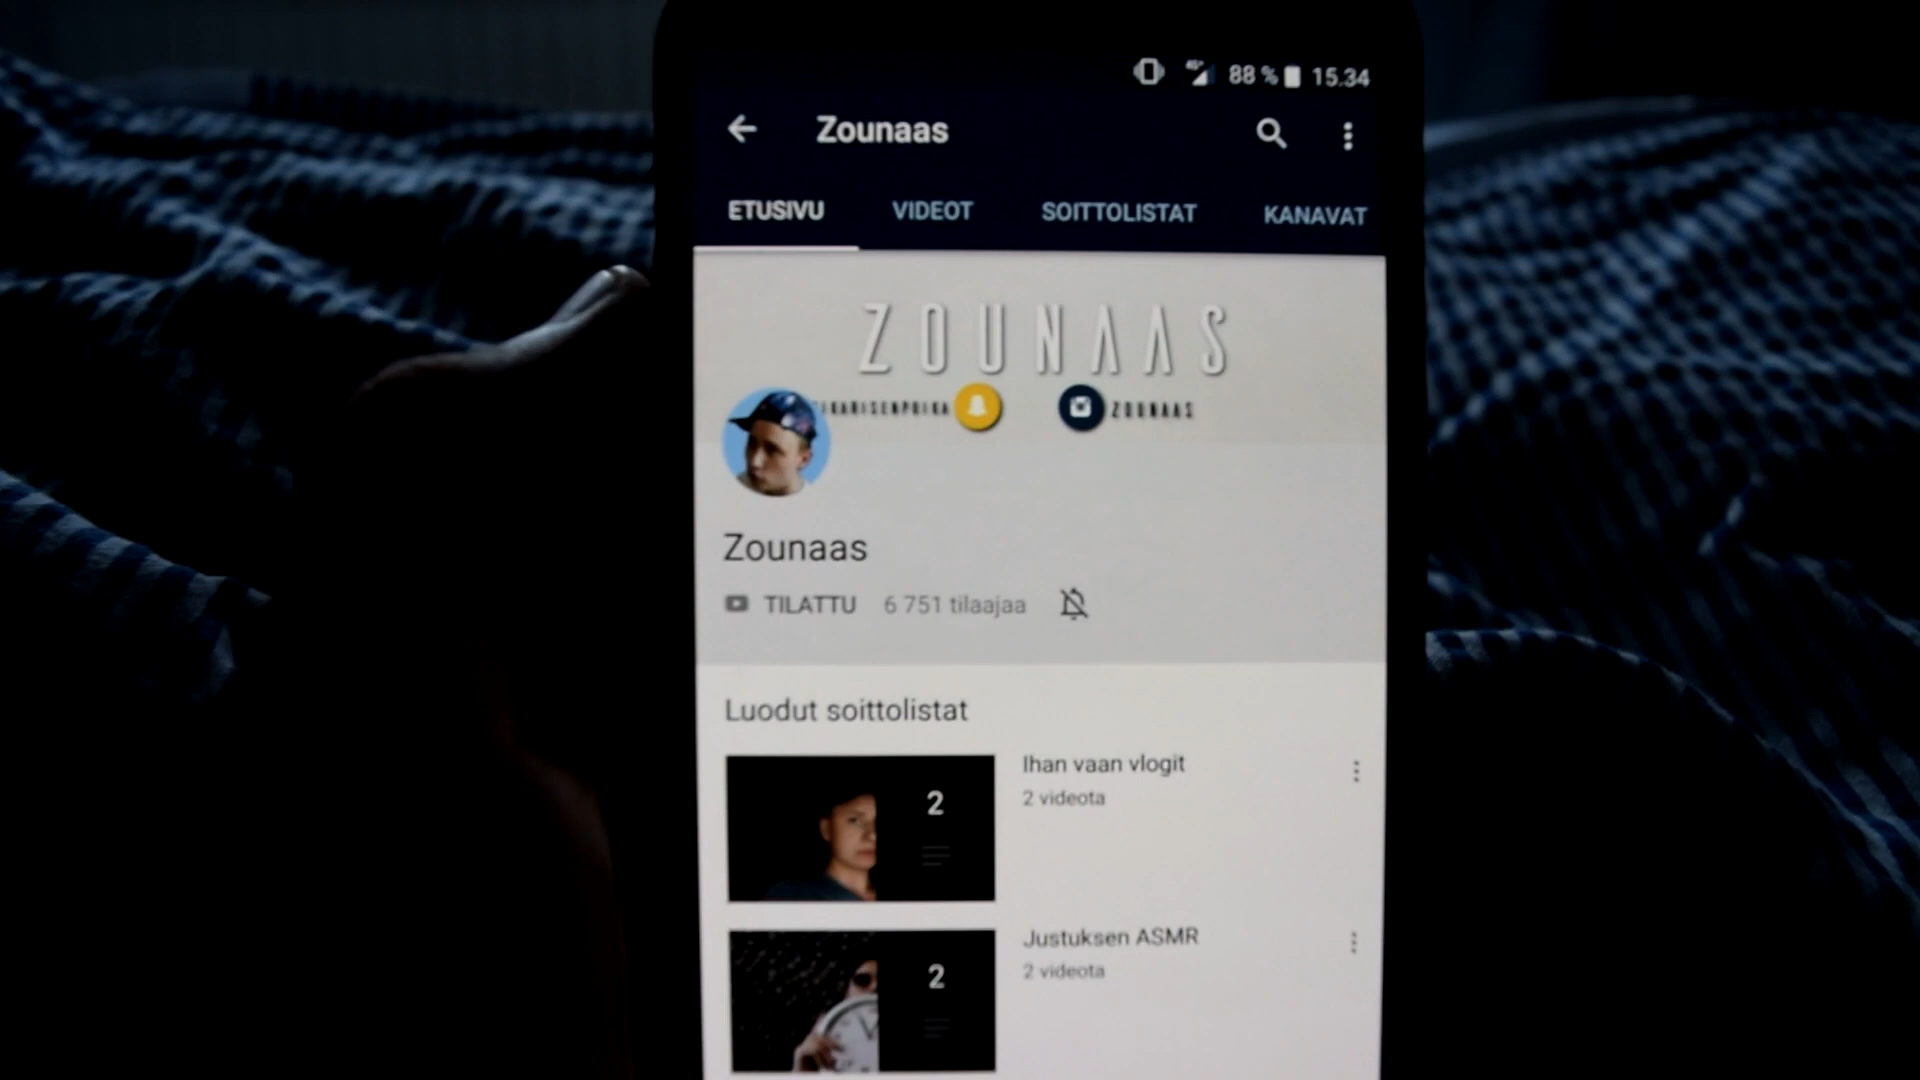 4G+ 88 % 15.34
Zounaas
ETUSIVU VIDEOT SOITTOLISTAT KANAVAT
ZOUNAAS
ZOUNAAS
Zounaas
TILATTU 6 751 tilaajaa
Luodut soittolistat
2 Ihan vaan vlogit
2 videota
2 Justuksen ASMR
2 videota